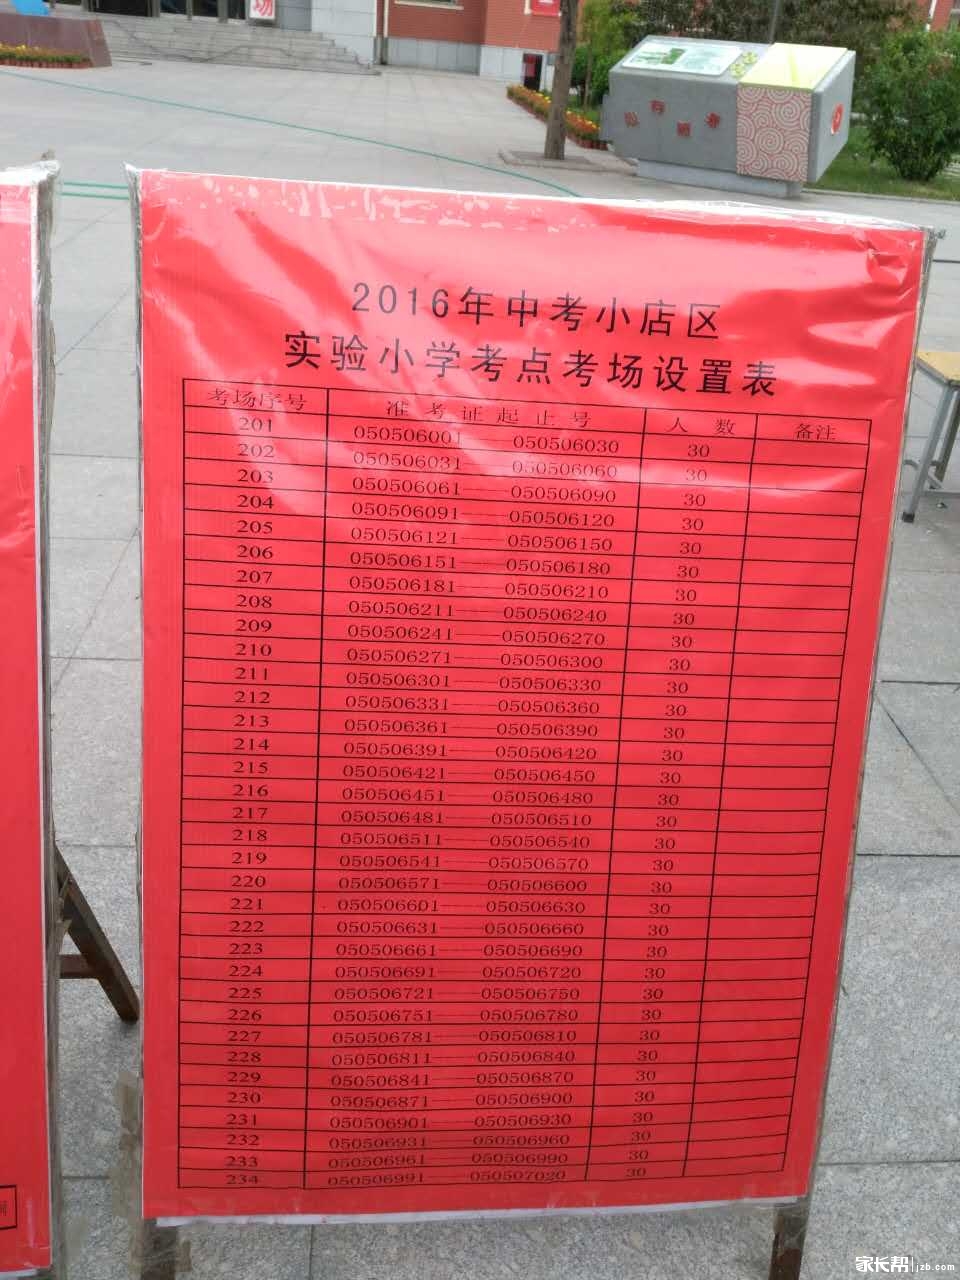 场
2016年中考小店区
实验小学考点考场设置表
考场序号 准考证起止号 人数 备注
201 050506001——050506030 30
202 050506031——050506060 30
203 050506061——050506090 30
204 050506091——050506120 30
205 050506121——050506150 30
206 050506151——050506180 30
207 050506181——050506210 30
208 050506211——050506240 30
209 050506241——050506270 30
210 050506271——050506300 30
211 050506301——050506330 30
212 050506331——050506360 30
213 050506361——050506390 30
214 050506391——050506420 30
215 050506421——050506450 30
216 050506451——050506480 30
217 050506481——050506510 30
218 050506511——050506540 30
219 050506541——050506570 30
220 050506571——050506600 30
221 050506601——050506630 30
222 050506631——050506660 30
223 050506661——050506690 30
224 050506691——050506720 30
225 050506721——050506750 30
226 050506751——050506780 30
227 050506781——050506810 30
228 050506811——050506840 30
229 050506841——050506870 30
230 050506871——050506900 30
231 050506901——050506930 30
232 050506931——050506960 30
233 050506961——050506990 30
234 050506991——050507020 30
家长帮 jzb.com